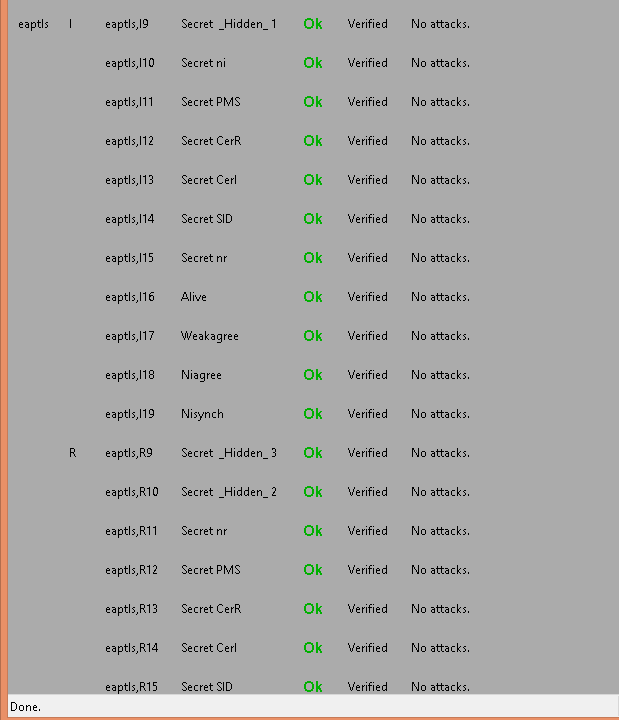 eaptls I eaptls,I9 Secret _Hidden_ 1 Ok Verified No attacks.
eaptls,I10 Secret ni Ok Verified No attacks.
eaptls,I11 Secret PMS Ok Verified No attacks.
eaptls,I12 Secret CerR Ok Verified No attacks.
eaptls,I13 Secret CerI Ok Verified No attacks.
eaptls,I14 Secret SID Ok Verified No attacks.
eaptls,I15 Secret nr Ok Verified No attacks.
eaptls,I16 Alive Ok Verified No attacks.
eaptls,I17 Weakagree Ok Verified No attacks.
eaptls,I18 Niagree Ok Verified No attacks.
eaptls,I19 Nisynch Ok Verified No attacks.
R eaptls,R9 Secret _Hidden_ 3 Ok Verified No attacks.
eaptls,R10 Secret _Hidden_ 2 Ok Verified No attacks.
eaptls,R11 Secret nr Ok Verified No attacks.
eaptls,R12 Secret PMS Ok Verified No attacks.
eaptls,R13 Secret CerR Ok Verified No attacks.
eaptls,R14 Secret CerI Ok Verified No attacks.
eaptls,R15 Secret SID Ok Verified No attacks.
Done.